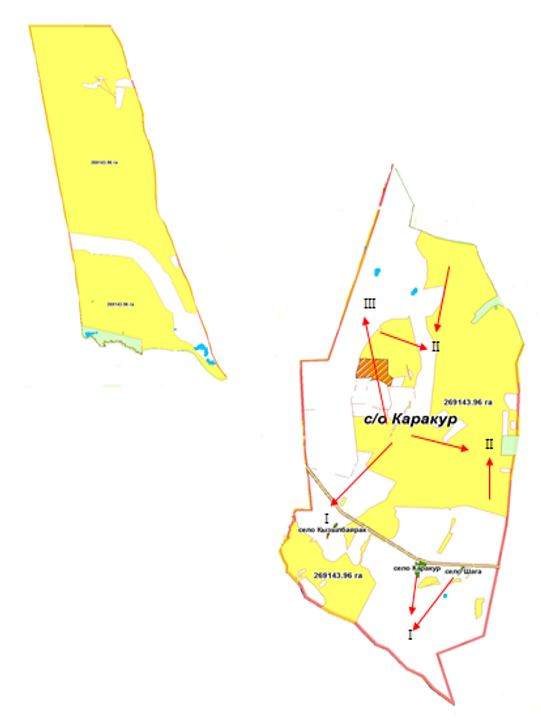 269143.96 га
269143.96 га
III
II
269143.96 га
с/о Каракур
II
I
село Кызылбаярак
269143.96 га
село Каракур
село Шага
I